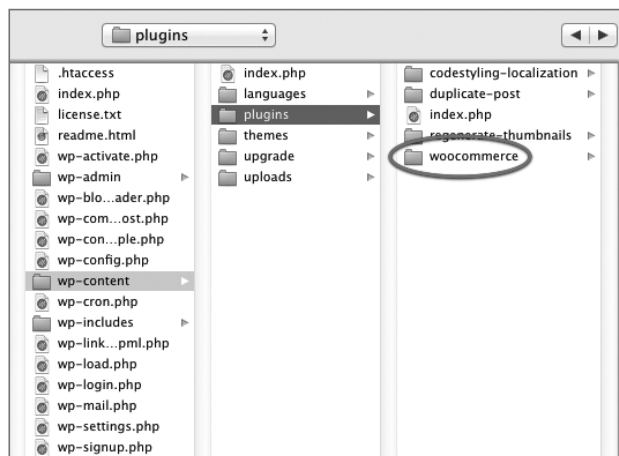 plugins
.htaccess
index.php
license.txt
readme.html
wp-activate.php
wp-admin
wp-blo...ader.php
wp-com...ost.php
wp-con...ple.php
wp-config.php
wp-content
wp-cron.php
wp-includes
wp-link...pml.php
wp-load.php
wp-login.php
wp-mail.php
wp-settings.php
wp-signup.php
index.php
languages
plugins
themes
upgrade
uploads
codestyling-localization
duplicate-post
index.php
regenerate-thumbnails
woocommerce